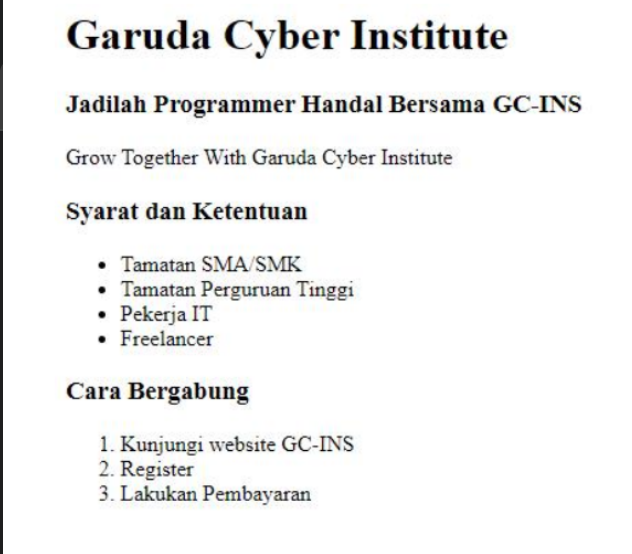 Garuda Cyber Institute
Jadilah Programmer Handal Bersama GC-INS
Grow Together With Garuda Cyber Institute
Syarat dan Ketentuan
• Tamatan SMA/SMK
• Tamatan Perguruan Tinggi
• Pekerja IT
• Freelancer
Cara Bergabung
1. Kunjungi website GC-INS
2. Register
3. Lakukan Pembayaran